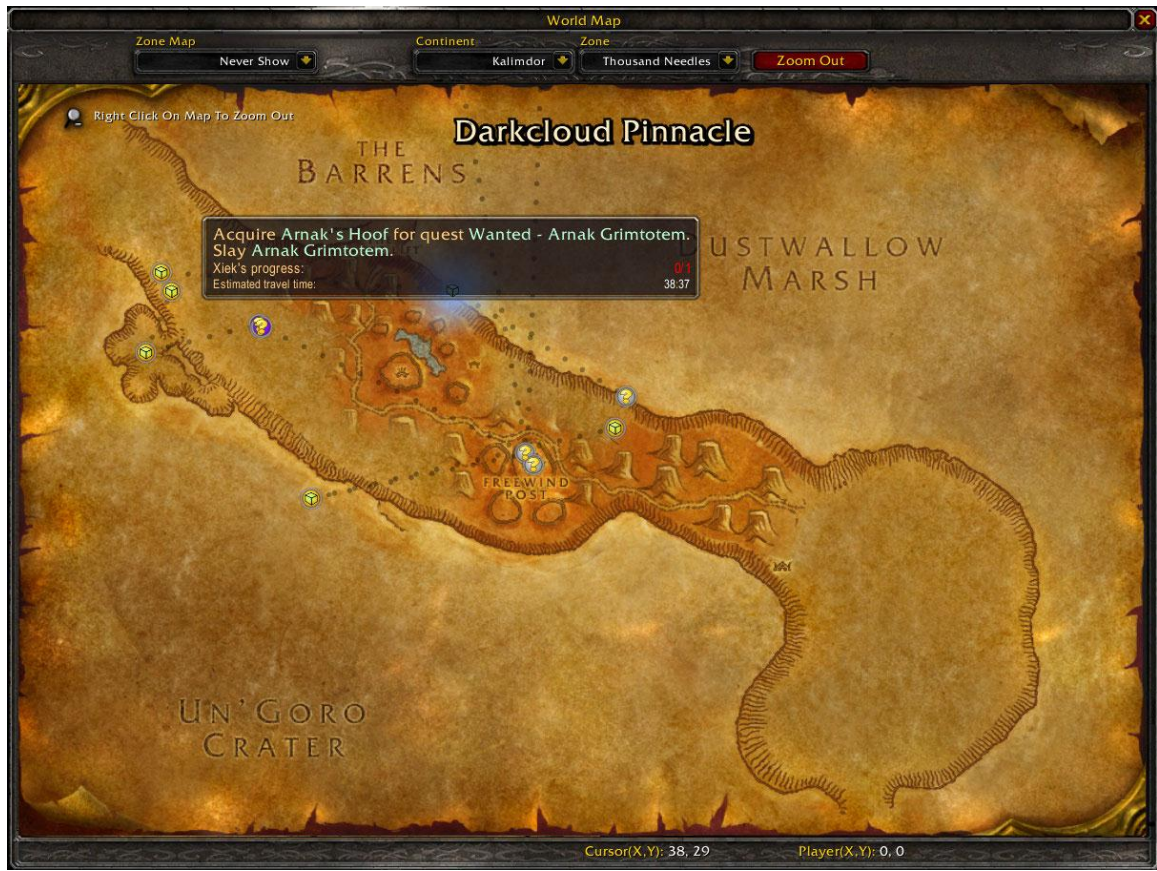 World Map
Zone Map
Continent
Zone
Never Show
Kalimdor
Thousand Needles
Zoom Out
Right Click On Map To Zoom Out
Darkcloud Pinnacle
THE
BARRENS
Acquire Arnak's Hoof for quest Wanted - Arnak Grimtotem.
Slay Arnak Grimtotem.
Xiek's progress: 0/1
Estimated travel time: 38:37
USTWALLOW
MARSH
FREEWIND
POST
UN'GORO
CRATER
Cursor(X,Y): 38, 29
Player(X,Y): 0, 0